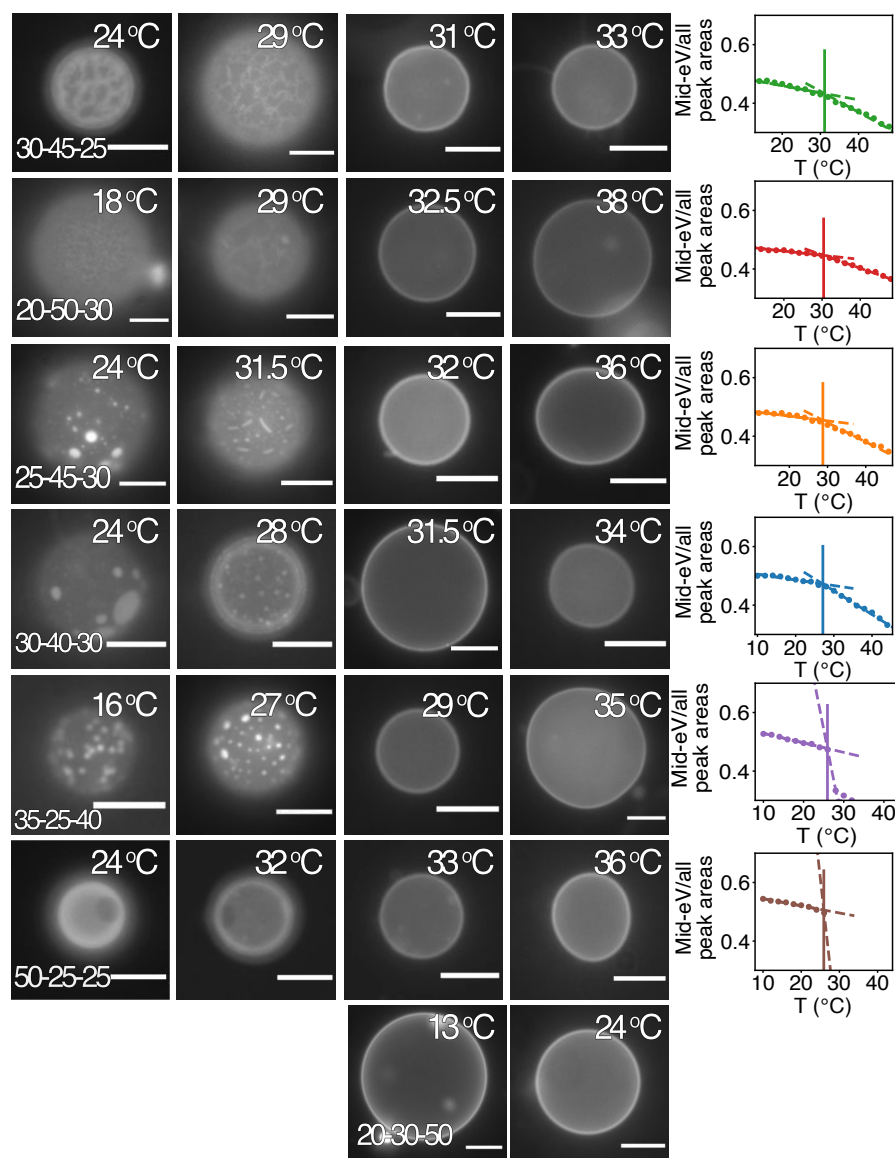 24 °C 29 °C 31 °C 33 °C
30-45-25
Mid-eV/all
peak areas
0.6
0.4
20 30 40
T (°C)
18 °C 29 °C 32.5 °C 38 °C
20-50-30
Mid-eV/all
peak areas
0.6
0.4
20 30 40
T (°C)
24 °C 31.5 °C 32 °C 36 °C
25-45-30
Mid-eV/all
peak areas
0.6
0.4
20 30 40
T (°C)
24 °C 28 °C 31.5 °C 34 °C
30-40-30
Mid-eV/all
peak areas
0.6
0.4
10 20 30 40
T (°C)
16 °C 27 °C 29 °C 35 °C
35-25-40
Mid-eV/all
peak areas
0.6
0.4
10 20 30 40
T (°C)
24 °C 32 °C 33 °C 36 °C
50-25-25
Mid-eV/all
peak areas
0.6
0.4
10 20 30 40
T (°C)
13 °C 24 °C
20-30-50